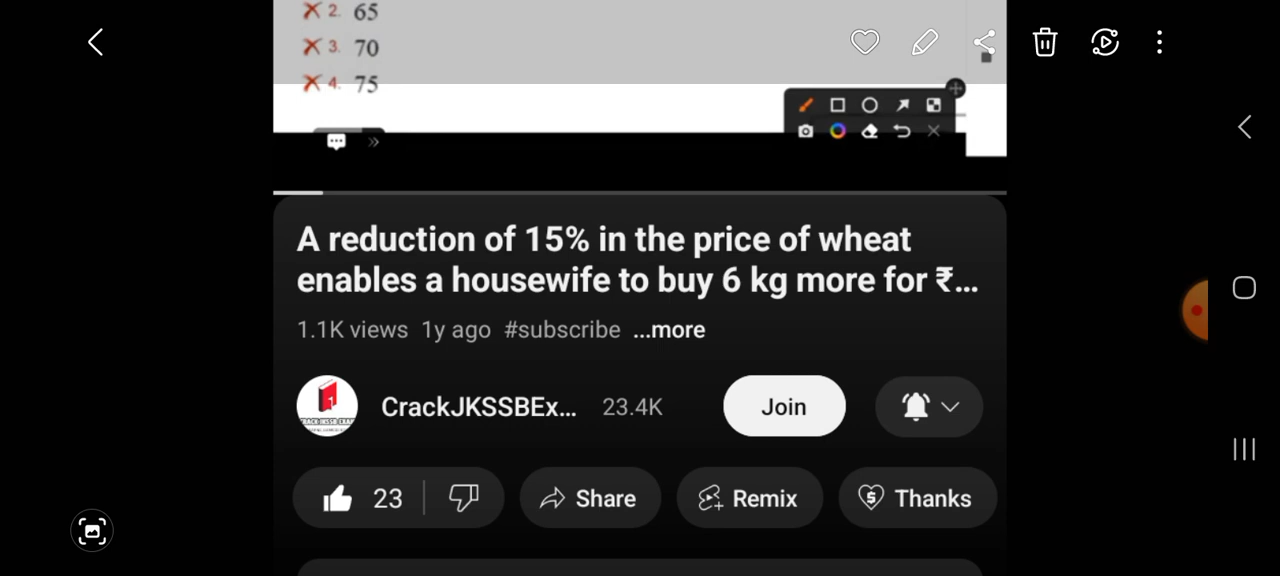 2. 65
3. 70
4. 75
A reduction of 15% in the price of wheat
enables a housewife to buy 6 kg more for ₹...
1.1K views 1y ago #subscribe ...more
CrackJKSSBEx... 23.4K Join
23 Share Remix Thanks